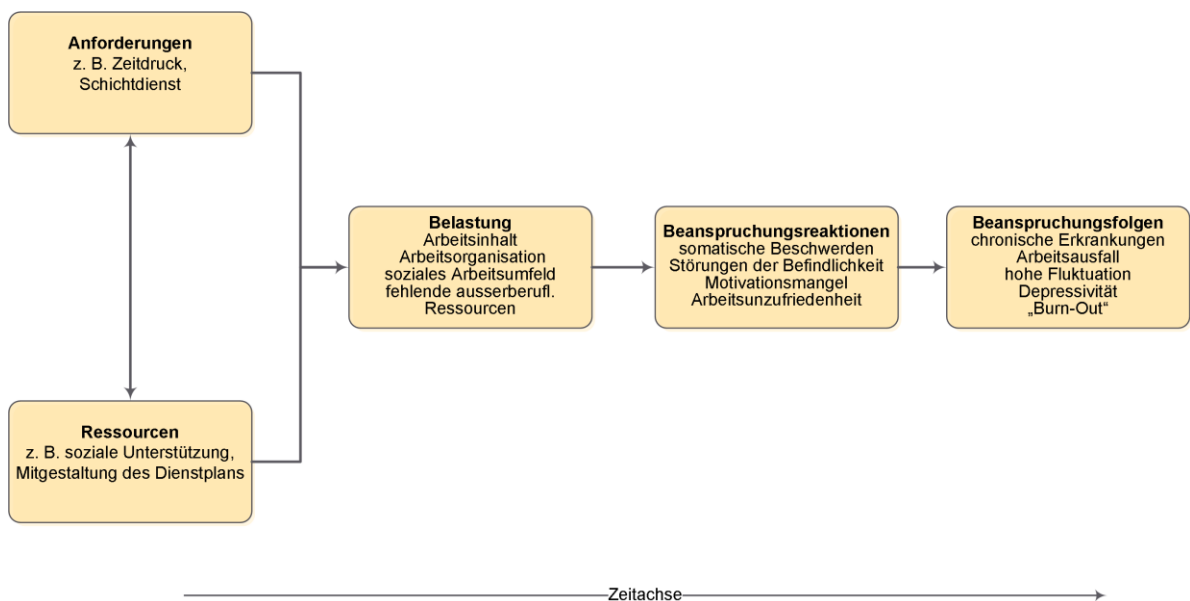 Anforderungen
z. B. Zeitdruck,
Schichtdienst
Ressourcen
z. B. soziale Unterstützung,
Mitgestaltung des Dienstplans
Belastung
Arbeitsinhalt
Arbeitsorganisation
soziales Arbeitsumfeld
fehlende ausserberufl.
Ressourcen
Beanspruchungsreaktionen
somatische Beschwerden
Störungen der Befindlichkeit
Motivationsmangel
Arbeitsunzufriedenheit
Beanspruchungsfolgen
chronische Erkrankungen
Arbeitsausfall
hohe Fluktuation
Depressivität
„Burn-Out“
Zeitachse